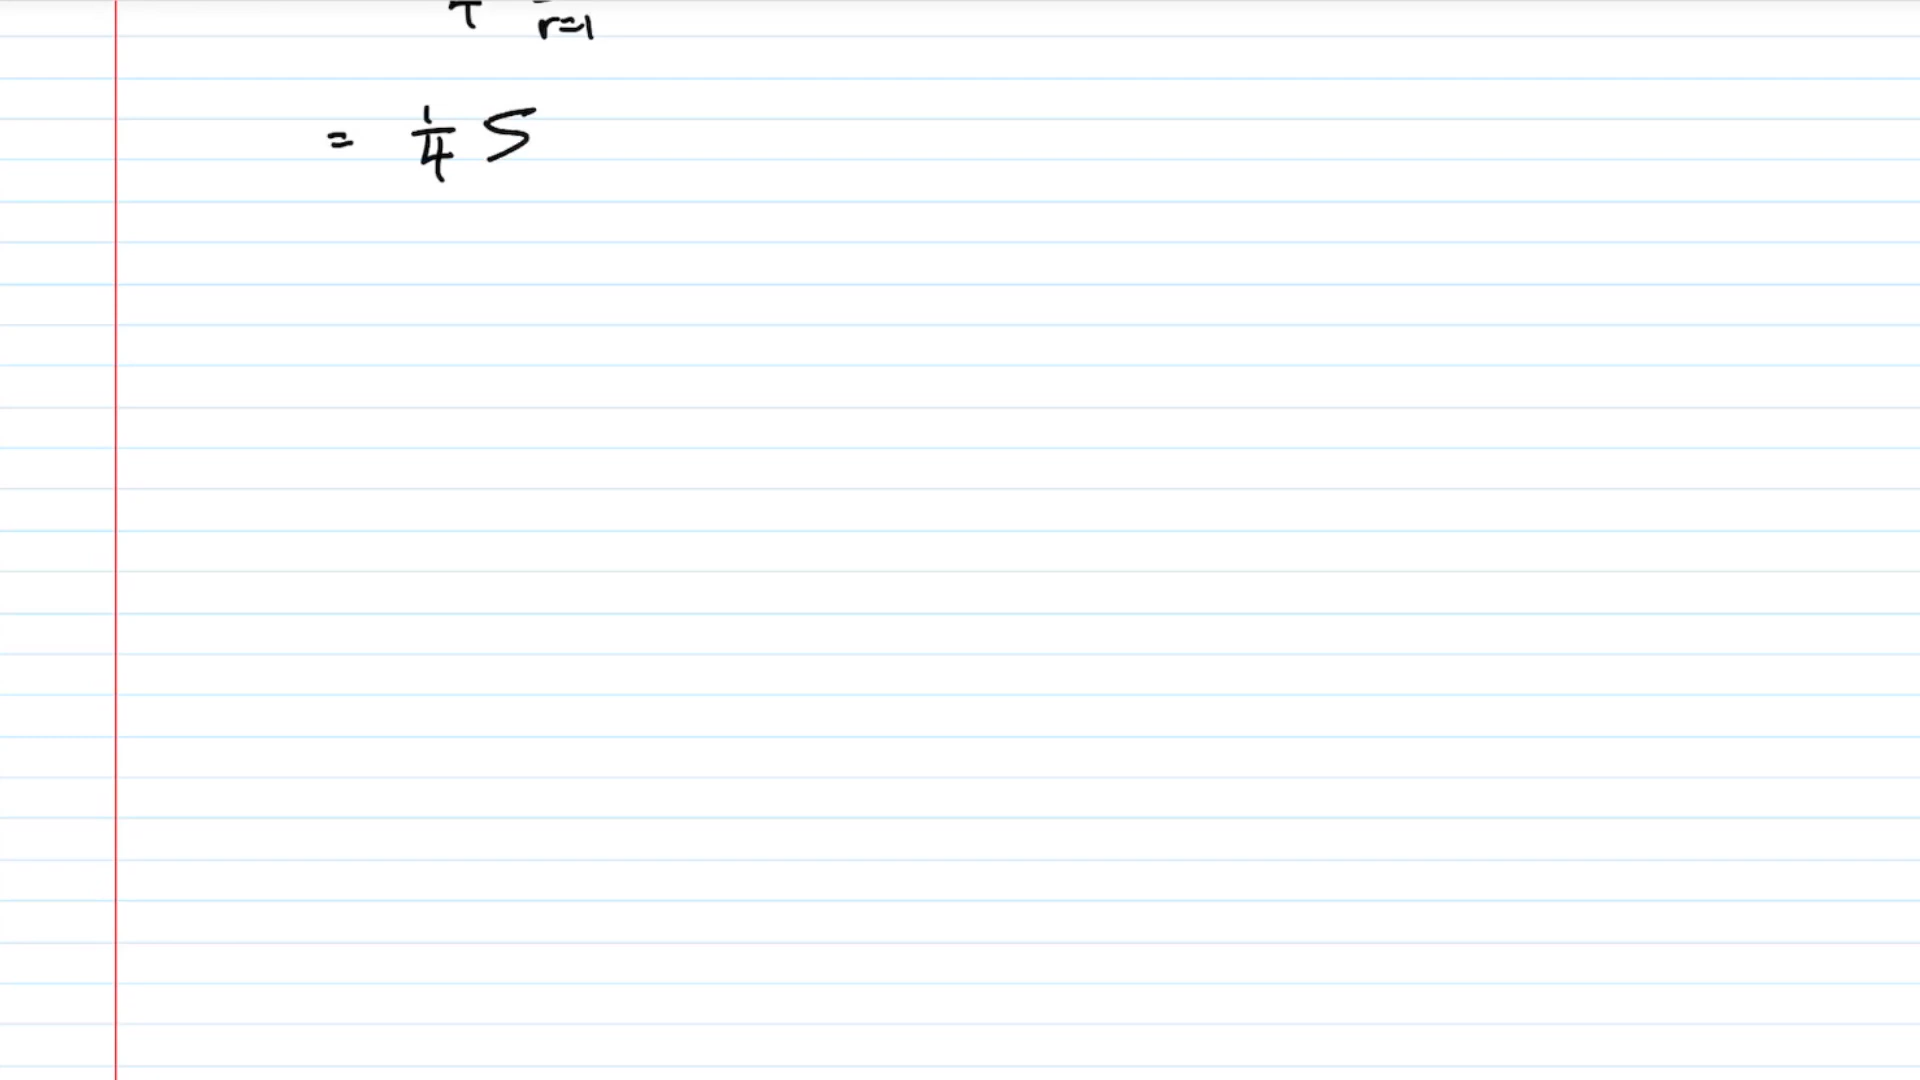 r=1
= 1/4 S